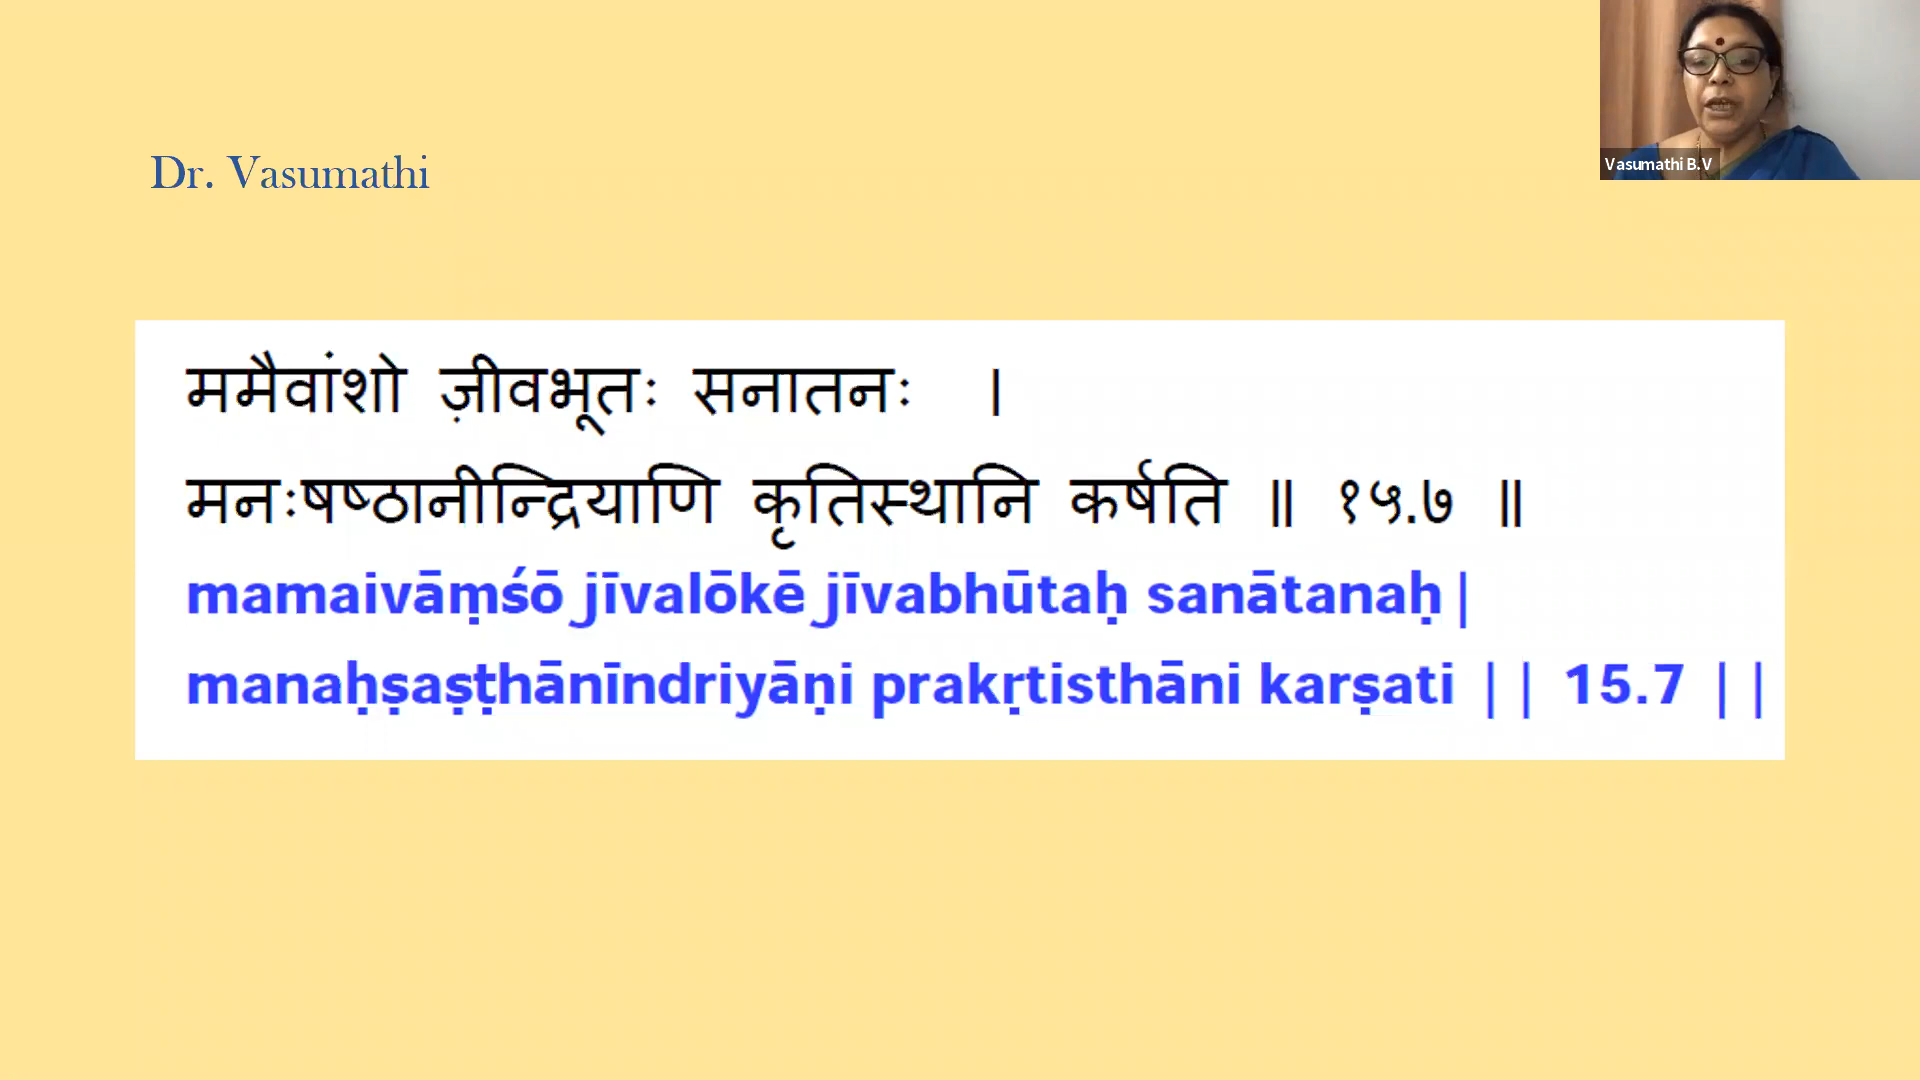 Vasumathi B.V
Dr. Vasumathi
ममैवांशो ज़ीवभूतः सनातनः ।
मनःषष्ठानीन्द्रियाणि कृतिस्थानि कर्षति ॥ १५.७ ॥
mamaivāṃśō jīvalōkē jīvabhūtaḥ sanātanaḥ|
manaḥṣaṣṭhānīndriyāṇi prakṛtisthāni karṣati || 15.7 ||